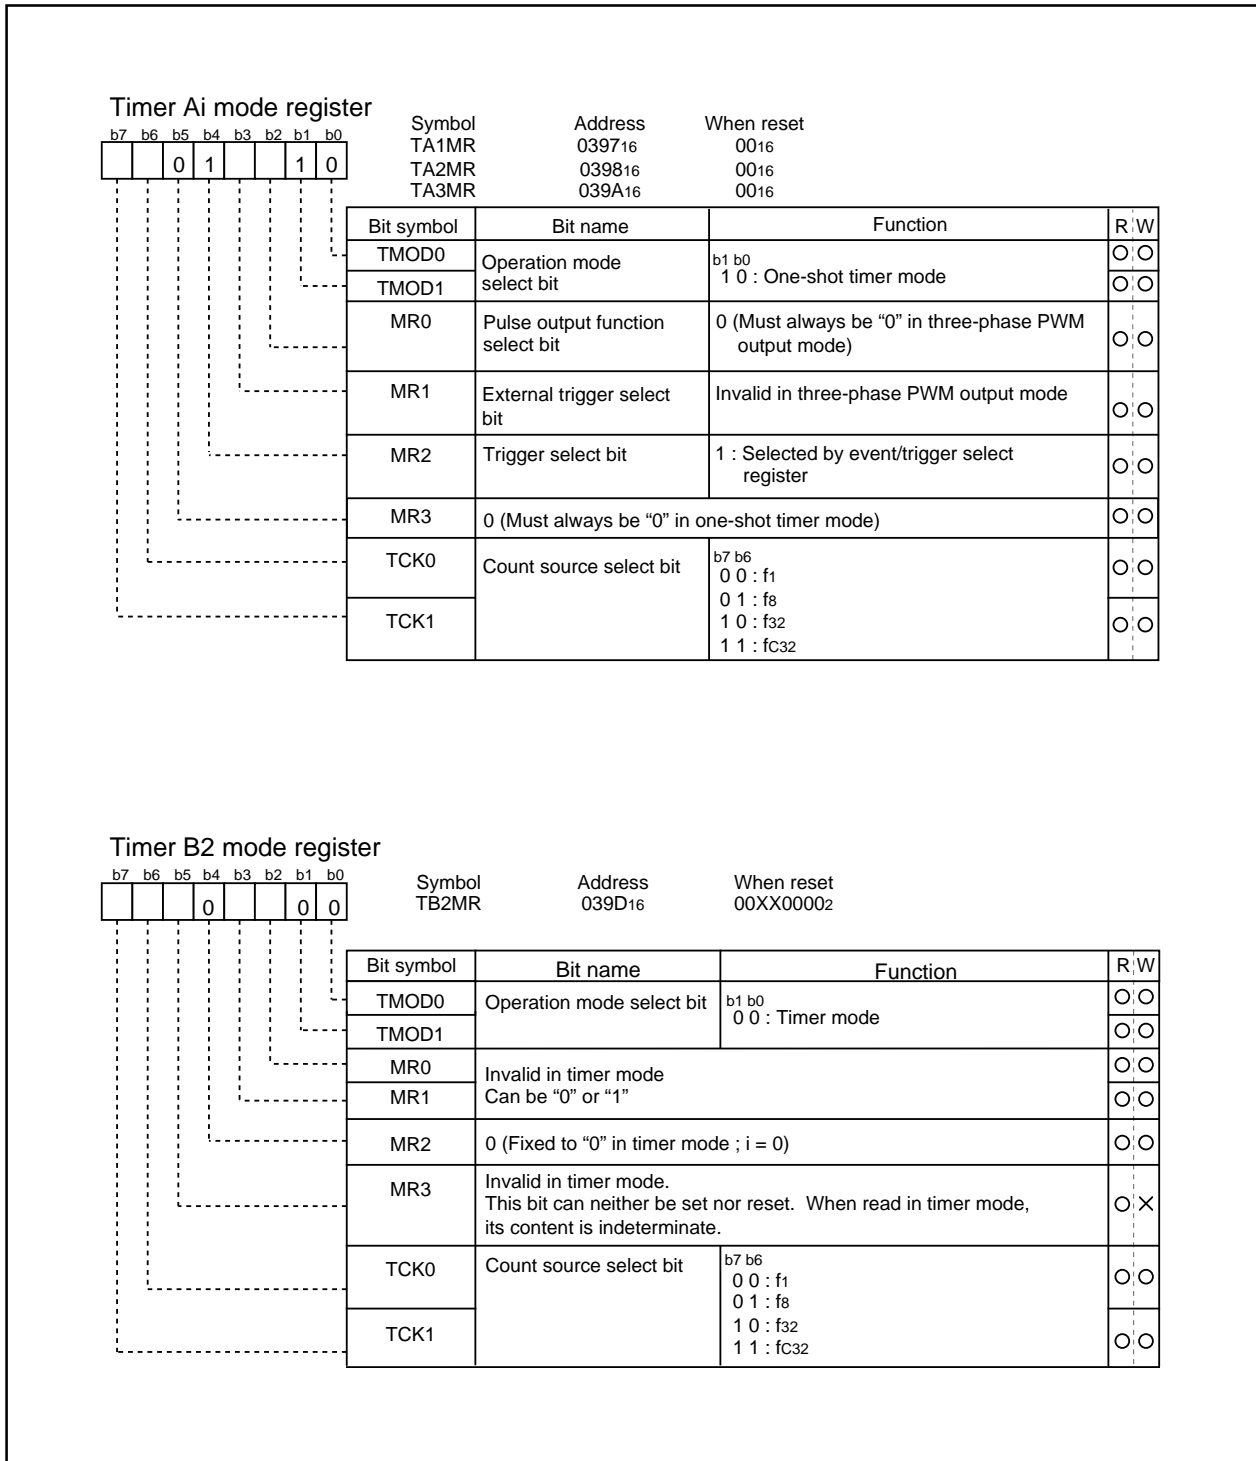 Timer Ai mode register
Symbol Address When reset
b7 b6 b5 b4 b3 b2 b1 b0
TA1MR 039716 0016
0 1 1 0
TA2MR 039816 0016
TA3MR 039A16 0016
Bit symbol Bit name Function R W
TMOD0 Operation mode select bit b1 b0
TMOD1 1 0 : One-shot timer mode
MR0 Pulse output function 0 (Must always be “0” in three-phase PWM
select bit output mode)
MR1 External trigger select Invalid in three-phase PWM output mode
bit
MR2 Trigger select bit 1 : Selected by event/trigger select
register
MR3 0 (Must always be “0” in one-shot timer mode)
TCK0 Count source select bit b7 b6
0 0 : f1
0 1 : f8
TCK1 1 0 : f32
1 1 : fC32
Timer B2 mode register
b7 b6 b5 b4 b3 b2 b1 b0
Symbol Address When reset
0 0 0 TB2MR 039D16 00XX00002
Bit symbol Bit name Function R W
TMOD0 Operation mode select bit b1 b0
0 0 : Timer mode
TMOD1
MR0 Invalid in timer mode
MR1 Can be “0” or “1”
MR2 0 (Fixed to “0” in timer mode ; i = 0)
MR3 Invalid in timer mode.
This bit can neither be set nor reset. When read in timer mode,
its content is indeterminate.
TCK0 Count source select bit b7 b6
0 0 : f1
0 1 : f8
TCK1 1 0 : f32
1 1 : fC32